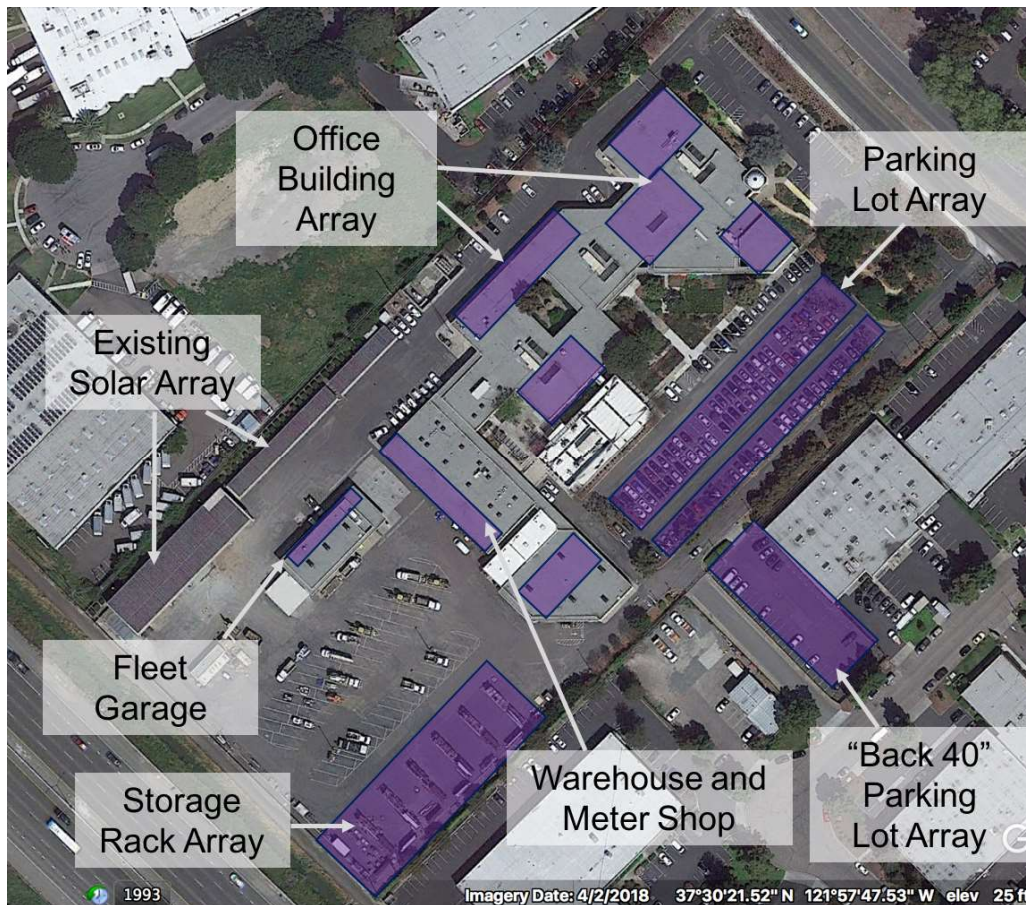 Office
Building
Array
Parking
Lot Array
Existing
Solar Array
Fleet
Garage
Storage
Rack Array
Warehouse and
Meter Shop
“Back 40”
Parking
Lot Array
1993
Imagery Date: 4/2/2018 37°30'21.52" N 121°57'47.53" W elev 25 ft
G